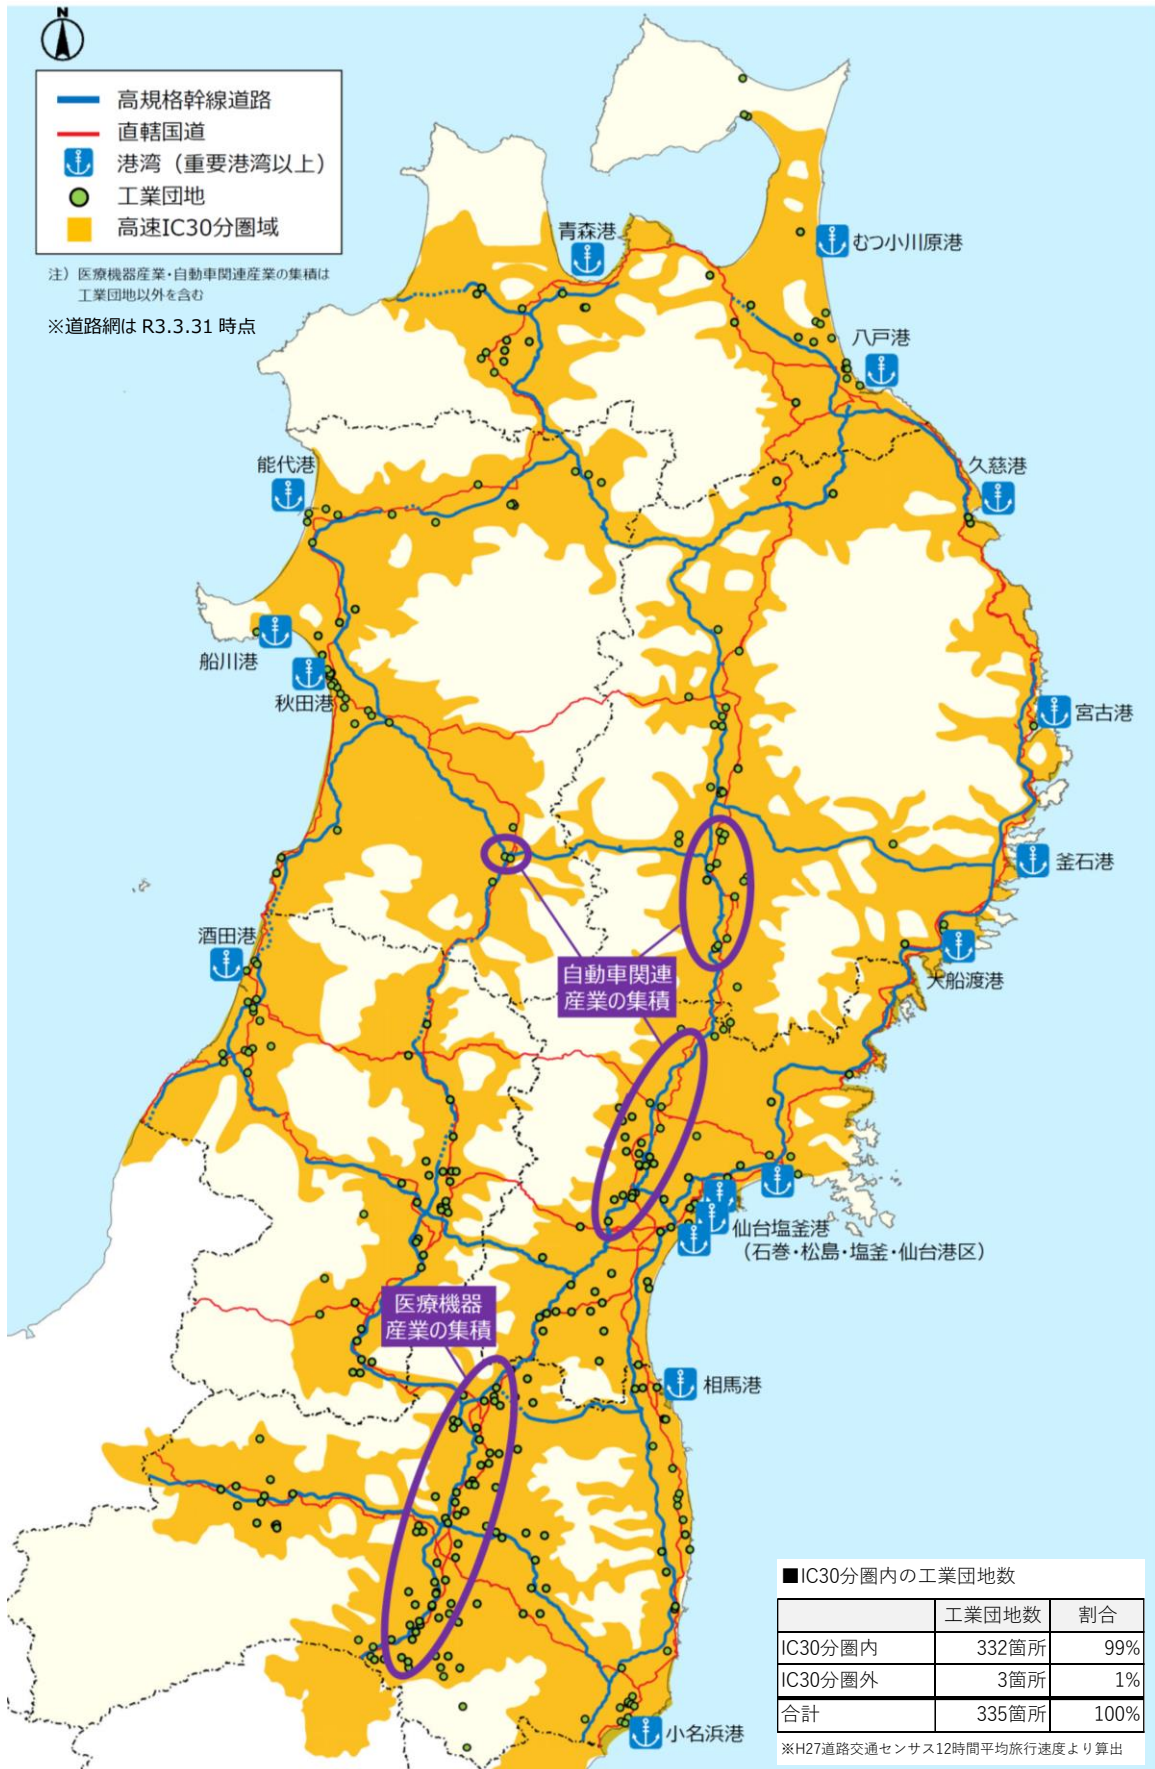 N
高規格幹線道路
直轄国道
港湾（重要港湾以上）
工業団地
高速IC30分圏域
注）医療機器産業・自動車関連産業の集積は
工業団地以外を含む
※道路網は R3.3.31 時点
青森港
むつ小川原港
八戸港
能代港
久慈港
船川港
秋田港
宮古港
釜石港
酒田港
大船渡港
自動車関連
産業の集積
仙台塩釜港
（石巻・松島・塩釜・仙台港区）
医療機器
産業の集積
相馬港
小名浜港
■IC30分圏内の工業団地数
工業団地数 割合
IC30分圏内 332箇所 99%
IC30分圏外 3箇所 1%
合計 335箇所 100%
※H27道路交通センサス12時間平均旅行速度より算出